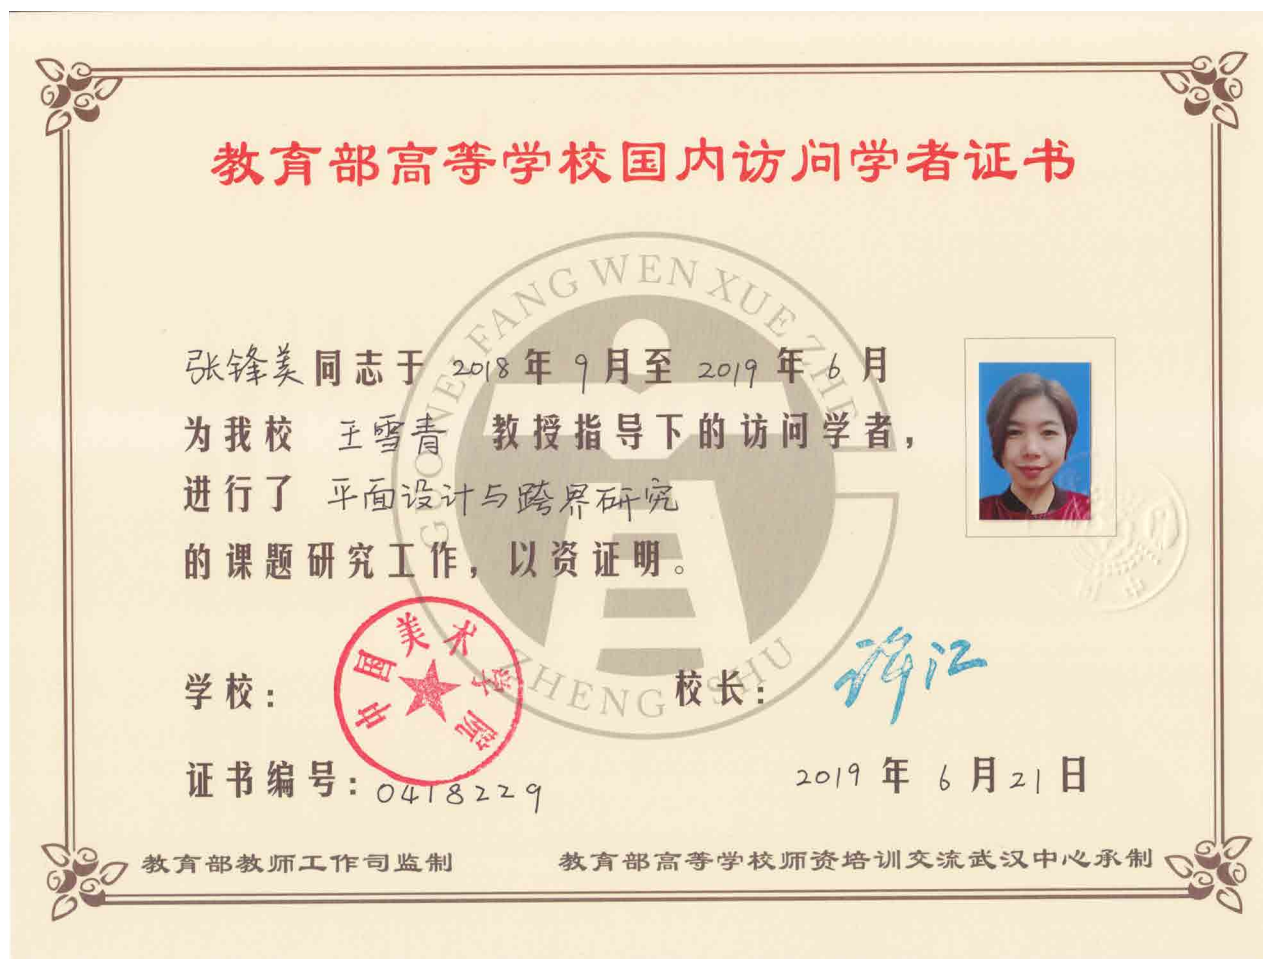 教育部高等学校国内访问学者证书
GUO NEI FANG WEN XUE ZHE
张锋美同志于 2018 年 9 月至 2019 年 6 月
为我校 王雪青 教授指导下的访问学者，
进行了 平面设计与跨界研究
的课题研究工作，以资证明。
ZHENG SHU
学校：
中国美术学院
校长：
许江
证书编号：0418229
2019 年 6 月 21 日
教育部教师工作司监制
教育部高等学校师资培训交流武汉中心承制